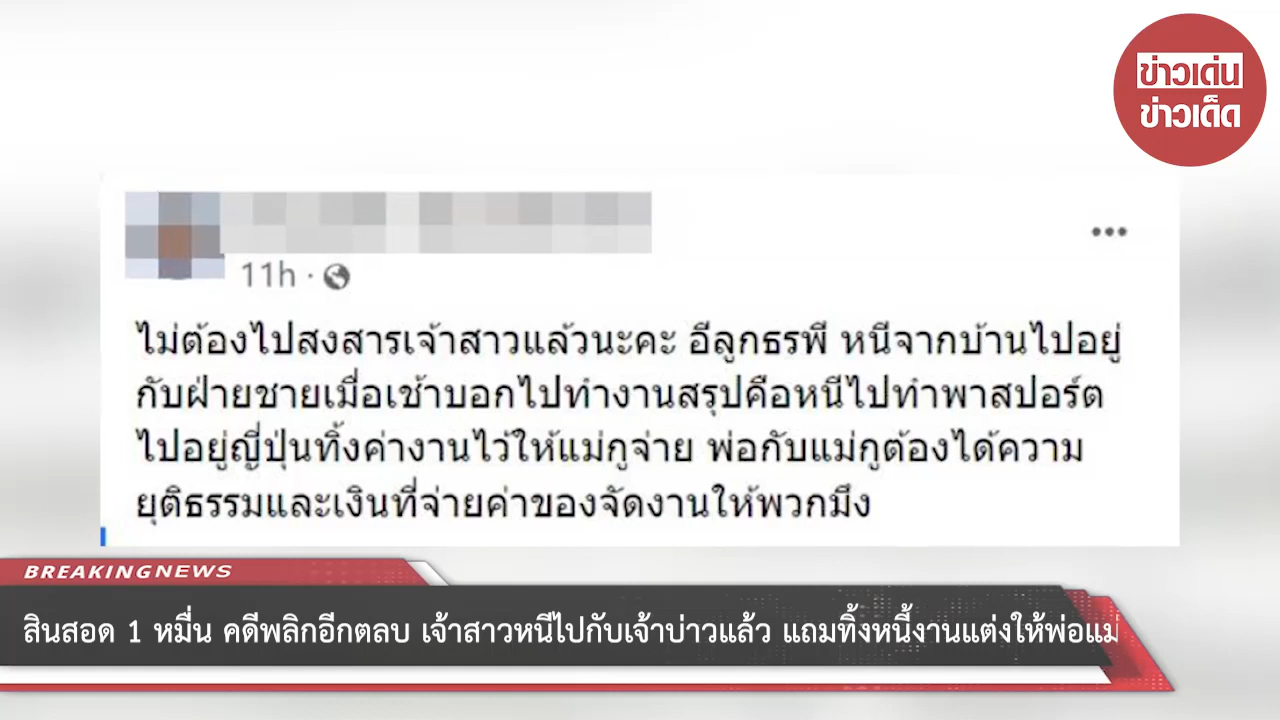 ข่าวเด่น
ข่าวเด็ด
11h ·
ไม่ต้องไปสงสารเจ้าสาวแล้วนะคะ อีลูกธรพี หนีจากบ้านไปอยู่
กับฝ่ายชายเมื่อเช้าบอกไปทำงานสรุปคือหนีไปทำพาสปอร์ต
ไปอยู่ญี่ปุ่นทิ้งค่างานไว้ให้แม่กูจ่าย พ่อกับแม่กูต้องได้ความ
ยุติธรรมและเงินที่จ่ายค่าของจัดงานให้พวกมึง
BREAKINGNEWS
สินสอด 1 หมื่น คดีพลิกอีกตลบ เจ้าสาวหนีไปกับเจ้าบ่าวแล้ว แถมทิ้งหนี้งานแต่งให้พ่อแม่